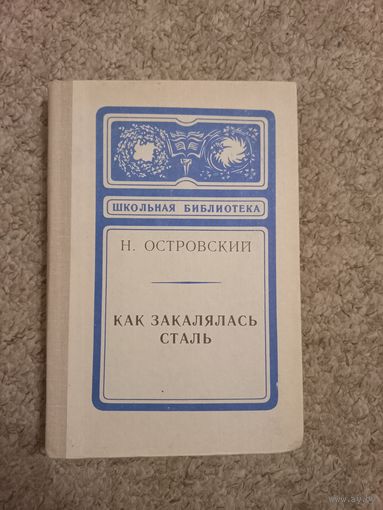 ШКОЛЬНАЯ БИБЛИОТЕКА
Н. ОСТРОВСКИЙ
КАК ЗАКАЛЯЛАСЬ
СТАЛЬ